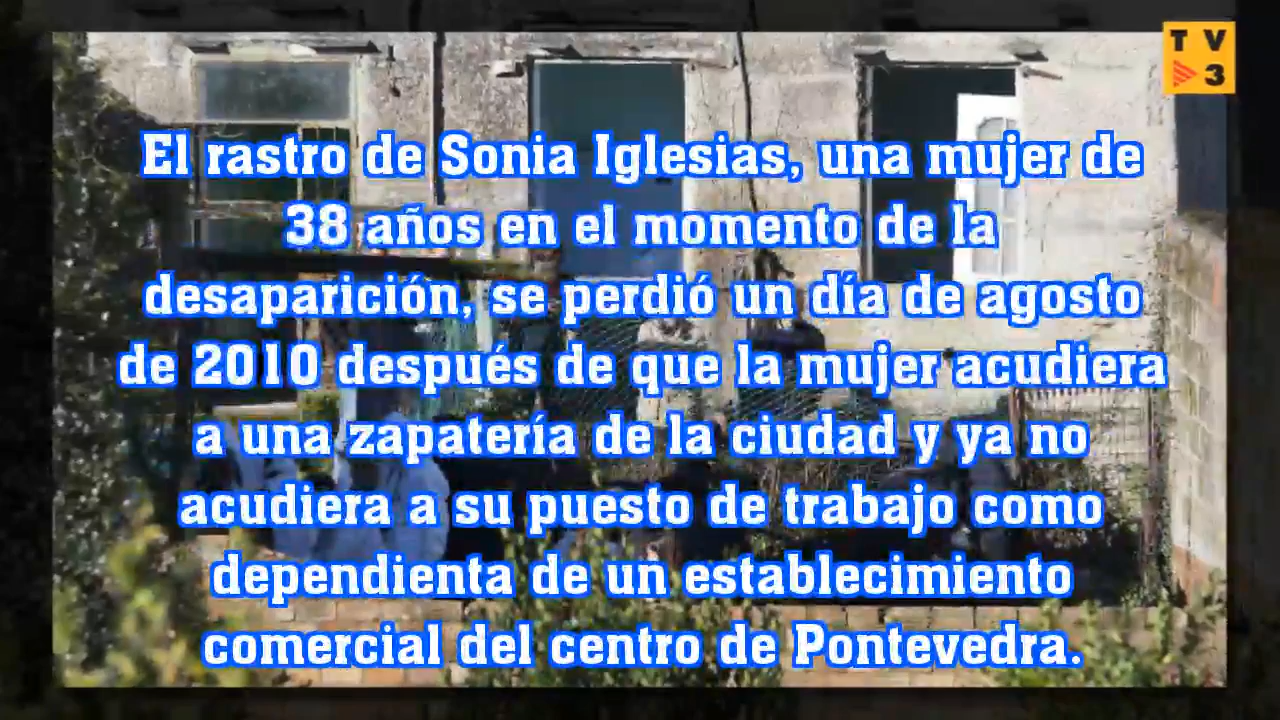 TV
3
El rastro de Sonia Iglesias, una mujer de
38 años en el momento de la
desaparición, se perdió un día de agosto
de 2010 después de que la mujer acudiera
a una zapatería de la ciudad y ya no
acudiera a su puesto de trabajo como
dependienta de un establecimiento
comercial del centro de Pontevedra.